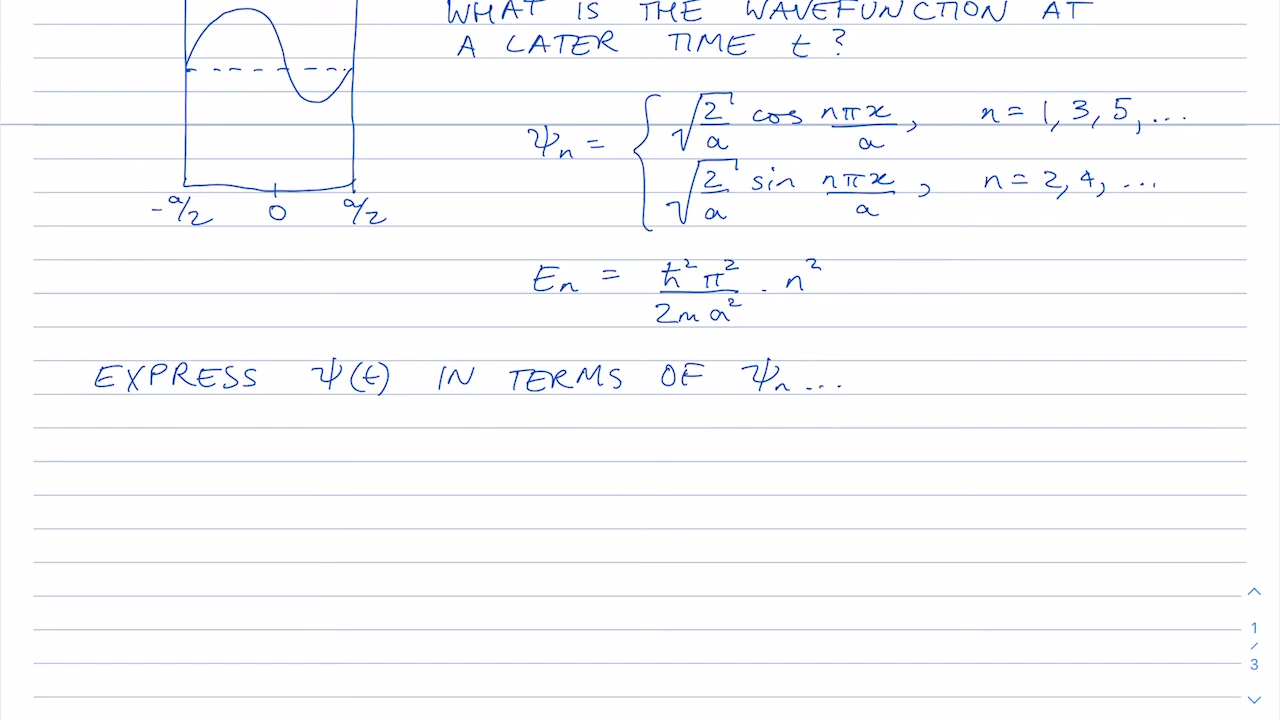 WHAT IS THE WAVEFUNCTION AT
A LATER TIME t?
ψₙ = { √(2/a) cos nπx/a, n = 1, 3, 5, ...
√(2/a) sin nπx/a, n = 2, 4, ...
-a/2 0 a/2
Eₙ = ℏ²π²/2ma² . n²
EXPRESS ψ(t) IN TERMS OF ψₙ ...
1
/
3